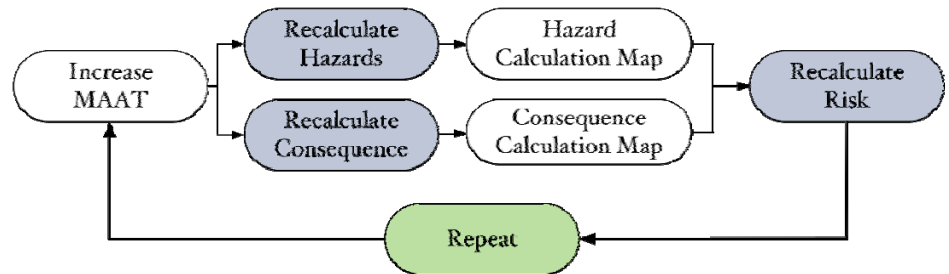 Increase
MAAT
Recalculate
Hazards
Hazard
Calculation Map
Recalculate
Consequence
Consequence
Calculation Map
Recalculate
Risk
Repeat